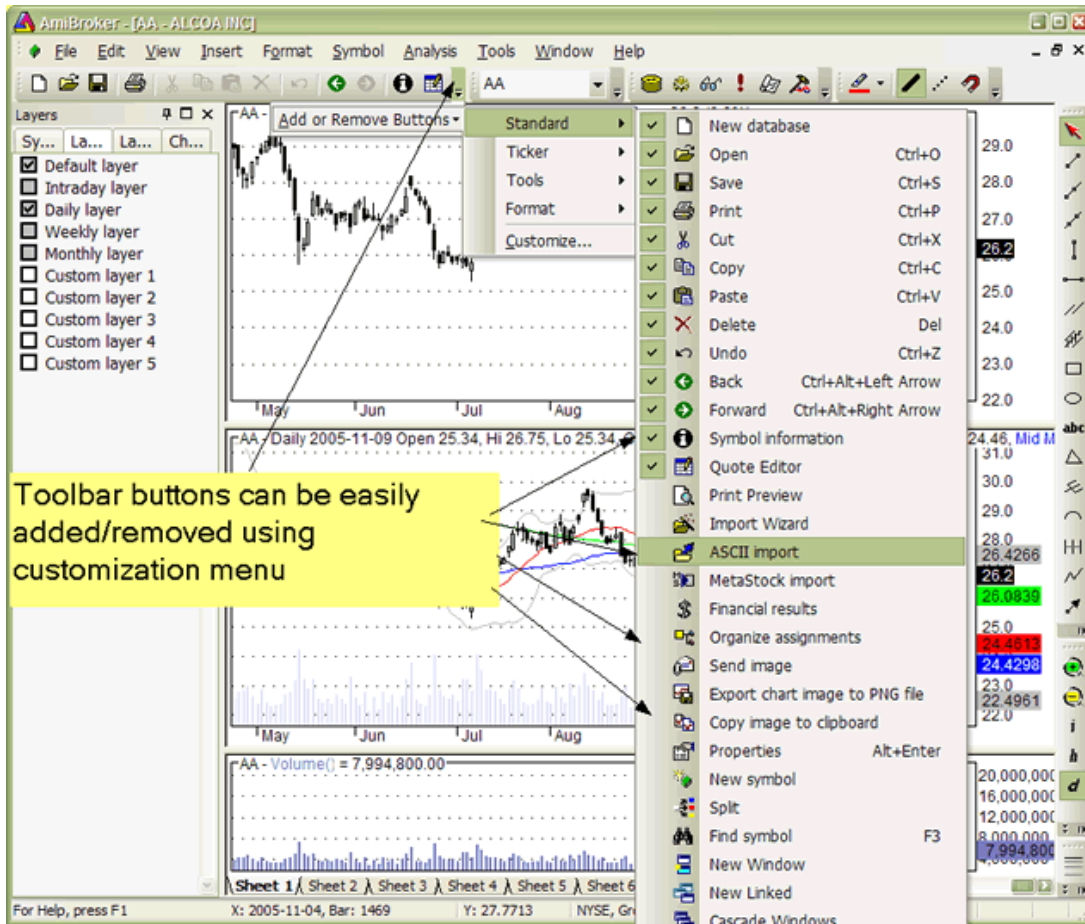 AmiBroker - [AA - ALCOA INC]
File Edit View Insert Format Symbol Analysis Tools Window Help
AA
Layers
Sy... La... La... Ch...
Default layer
Intraday layer
Daily layer
Weekly layer
Monthly layer
Custom layer 1
Custom layer 2
Custom layer 3
Custom layer 4
Custom layer 5
AA -
Add or Remove Buttons
Standard
Ticker
Tools
Format
Customize...
New database
Open Ctrl+O
Save Ctrl+S
Print Ctrl+P
Cut Ctrl+X
Copy Ctrl+C
Paste Ctrl+V
Delete Del
Undo Ctrl+Z
Back Ctrl+Alt+Left Arrow
Forward Ctrl+Alt+Right Arrow
Symbol information
Quote Editor
Print Preview
Import Wizard
ASCII import
MetaStock import
Financial results
Organize assignments
Send image
Export chart image to PNG file
Copy image to clipboard
Properties Alt+Enter
New symbol
Split
Find symbol F3
New Window
New Linked
Cascade Windows
29.0
28.0
27.0
26.2
25.0
24.0
23.0
22.0
May Jun Jul Aug
AA - Daily 2005-11-09 Open 25.34, Hi 26.75, Lo 25.34,
24.46, Mid M
Toolbar buttons can be easily
added/removed using
customization menu
31.0
30.0
29.0
28.0
26.4266
26.2
26.0839
25.0
24.4613
24.4298
23.0
22.4961
22.0
May Jun Jul Aug
AA - Volume() = 7,994,800.00
20,000,000
16,000,000
12,000,000
8,000,000
7,994,800
abc
i
h
d
Sheet 1 Sheet 2 Sheet 3 Sheet 4 Sheet 5 Sheet 6
For Help, press F1 X: 2005-11-04, Bar: 1469 Y: 27.7713 NYSE, Gr